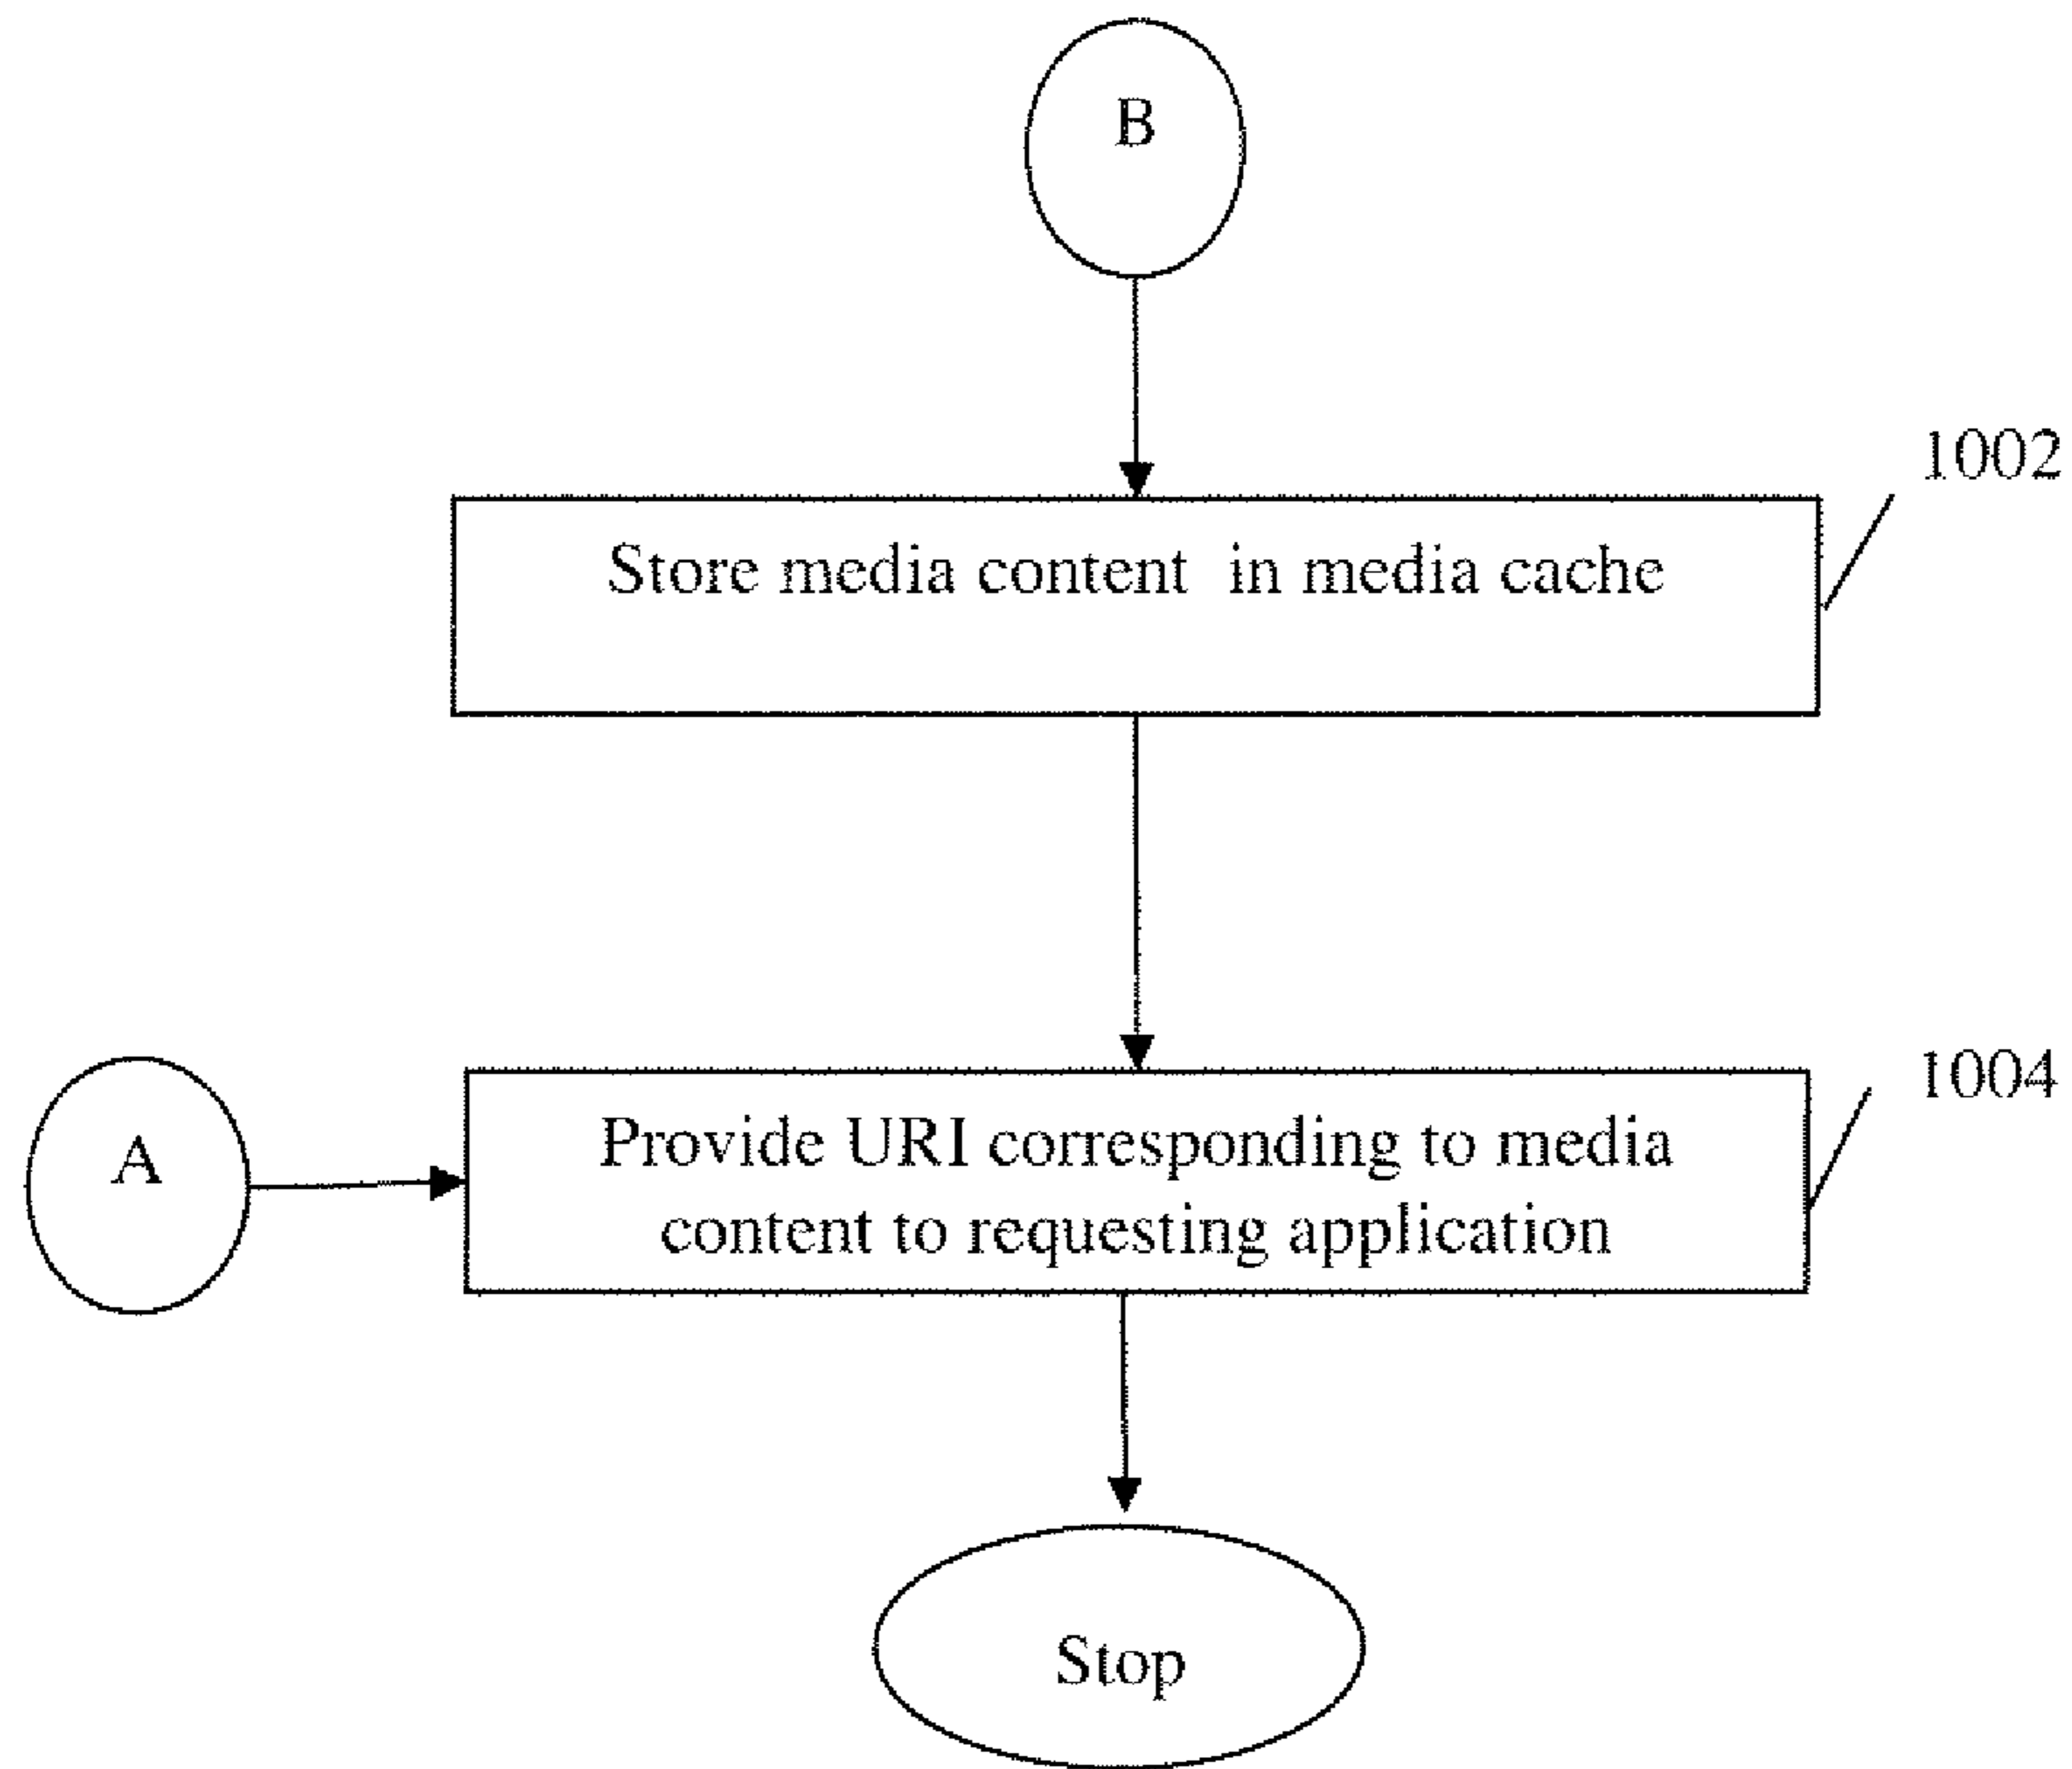 B
1002
Store media content in media cache
1004
A
Provide URI corresponding to media
content to requesting application
Stop